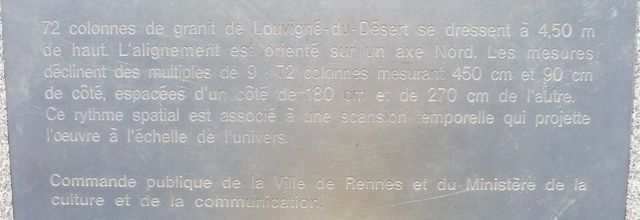 72 colonnes de granit de Louvigné-du-Désert se dressent à 4,50 m
de haut. L'alignement est orienté sur un axe Nord. Les mesures
déclinent des multiples de 9 : 72 colonnes mesurant 450 cm et 90 cm
de côté, espacées d'un côté de 180 cm et de 270 cm de l'autre.
Ce rythme spatial est associé à une scansion temporelle qui projette
l'oeuvre à l'échelle de l'univers.
Commande publique de la Ville de Rennes et du Ministère de la
culture et de la communication.